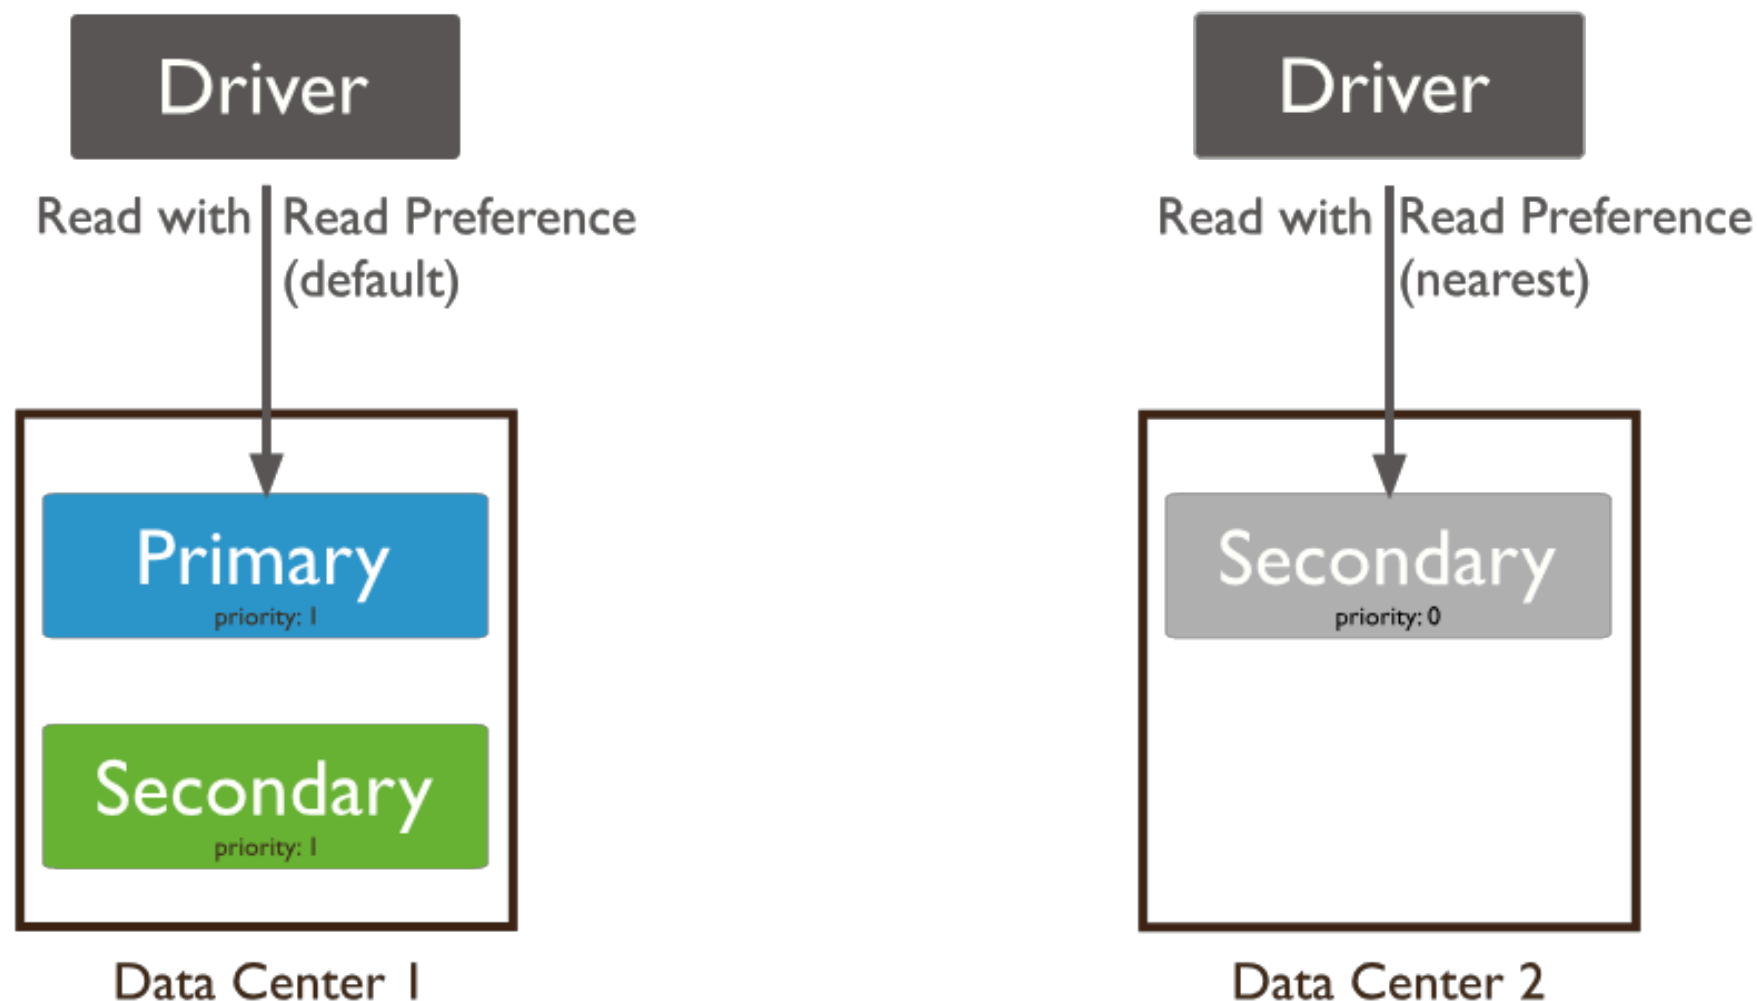 Driver
Read with Read Preference
(default)
Primary
priority: 1
Secondary
priority: 1
Data Center 1
Driver
Read with Read Preference
(nearest)
Secondary
priority: 0
Data Center 2